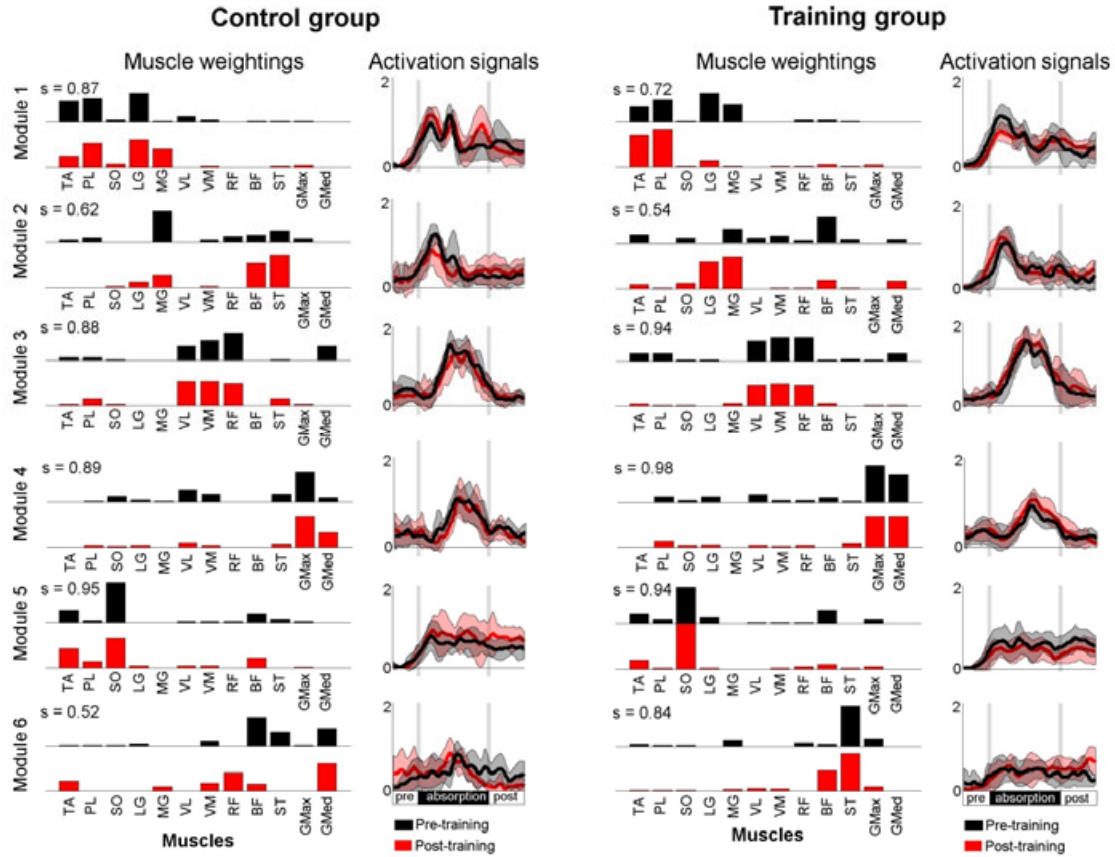 Control group
Training group
Muscle weightings
Activation signals
Muscle weightings
Activation signals
Module 1
s = 0.87
2
0
s = 0.72
2
0
TA PL SO LG MG VL VM RF BF ST GMax GMed
TA PL SO LG MG VL VM RF BF ST GMax GMed
Module 2
s = 0.62
2
0
s = 0.54
2
0
TA PL SO LG MG VL VM RF BF ST GMax GMed
TA PL SO LG MG VL VM RF BF ST GMax GMed
Module 3
s = 0.88
2
0
s = 0.94
2
0
TA PL SO LG MG VL VM RF BF ST GMax GMed
TA PL SO LG MG VL VM RF BF ST GMax GMed
Module 4
s = 0.89
2
0
s = 0.98
2
0
TA PL SO LG MG VL VM RF BF ST GMax GMed
TA PL SO LG MG VL VM RF BF ST GMax GMed
Module 5
s = 0.95
2
0
s = 0.94
2
0
TA PL SO LG MG VL VM RF BF ST GMax GMed
TA PL SO LG MG VL VM RF BF ST GMax GMed
Module 6
s = 0.52
2
0
s = 0.84
2
0
TA PL SO LG MG VL VM RF BF ST GMax GMed
pre absorption post
TA PL SO LG MG VL VM RF BF ST GMax GMed
pre absorption post
Muscles
Pre-training
Post-training
Muscles
Pre-training
Post-training